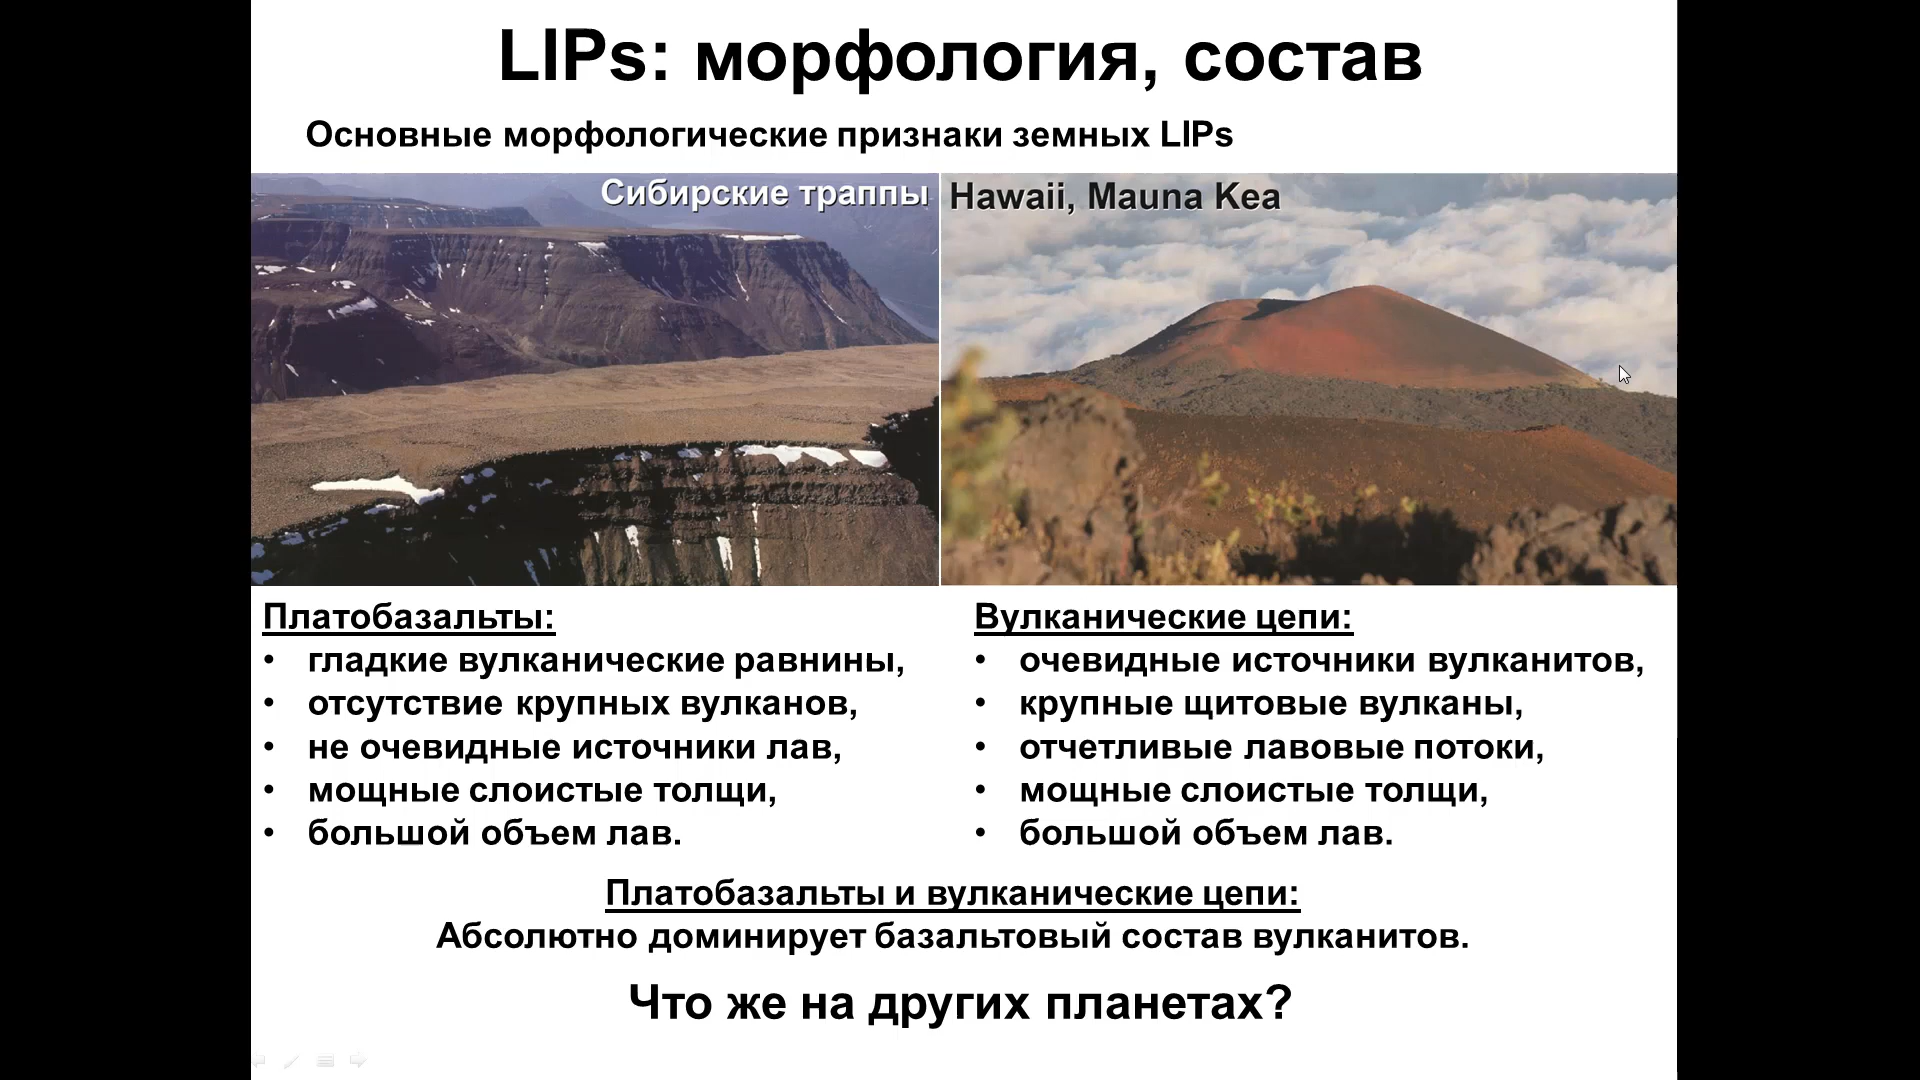 LIPs: морфология, состав
Основные морфологические признаки земных LIPs
Сибирские траппы
Hawaii, Mauna Kea
Платобазальты:
• гладкие вулканические равнины,
• отсутствие крупных вулканов,
• не очевидные источники лав,
• мощные слоистые толщи,
• большой объем лав.
Вулканические цепи:
• очевидные источники вулканитов,
• крупные щитовые вулканы,
• отчетливые лавовые потоки,
• мощные слоистые толщи,
• большой объем лав.
Платобазальты и вулканические цепи:
Абсолютно доминирует базальтовый состав вулканитов.
Что же на других планетах?